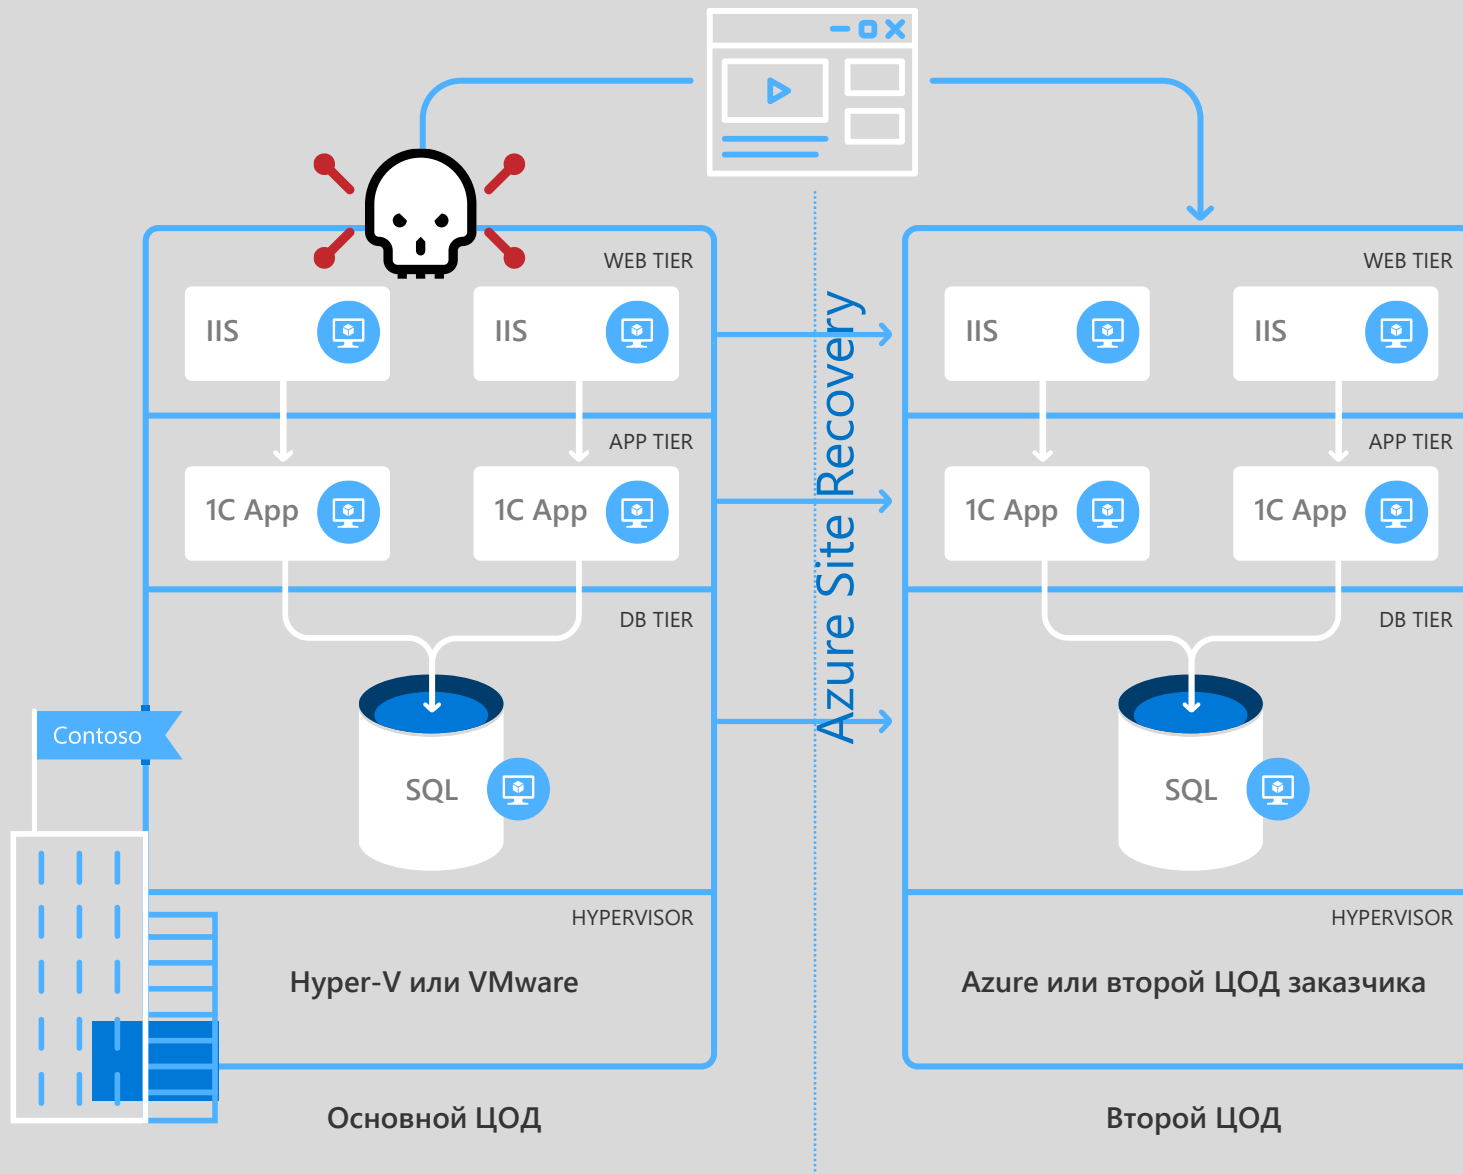 WEB TIER
IIS
IIS
APP TIER
1C App
1C App
DB TIER
SQL
Contoso
HYPERVISOR
Hyper-V или VMware
Основной ЦОД
Azure Site Recovery
WEB TIER
IIS
IIS
APP TIER
1C App
1C App
DB TIER
SQL
HYPERVISOR
Azure или второй ЦОД заказчика
Второй ЦОД